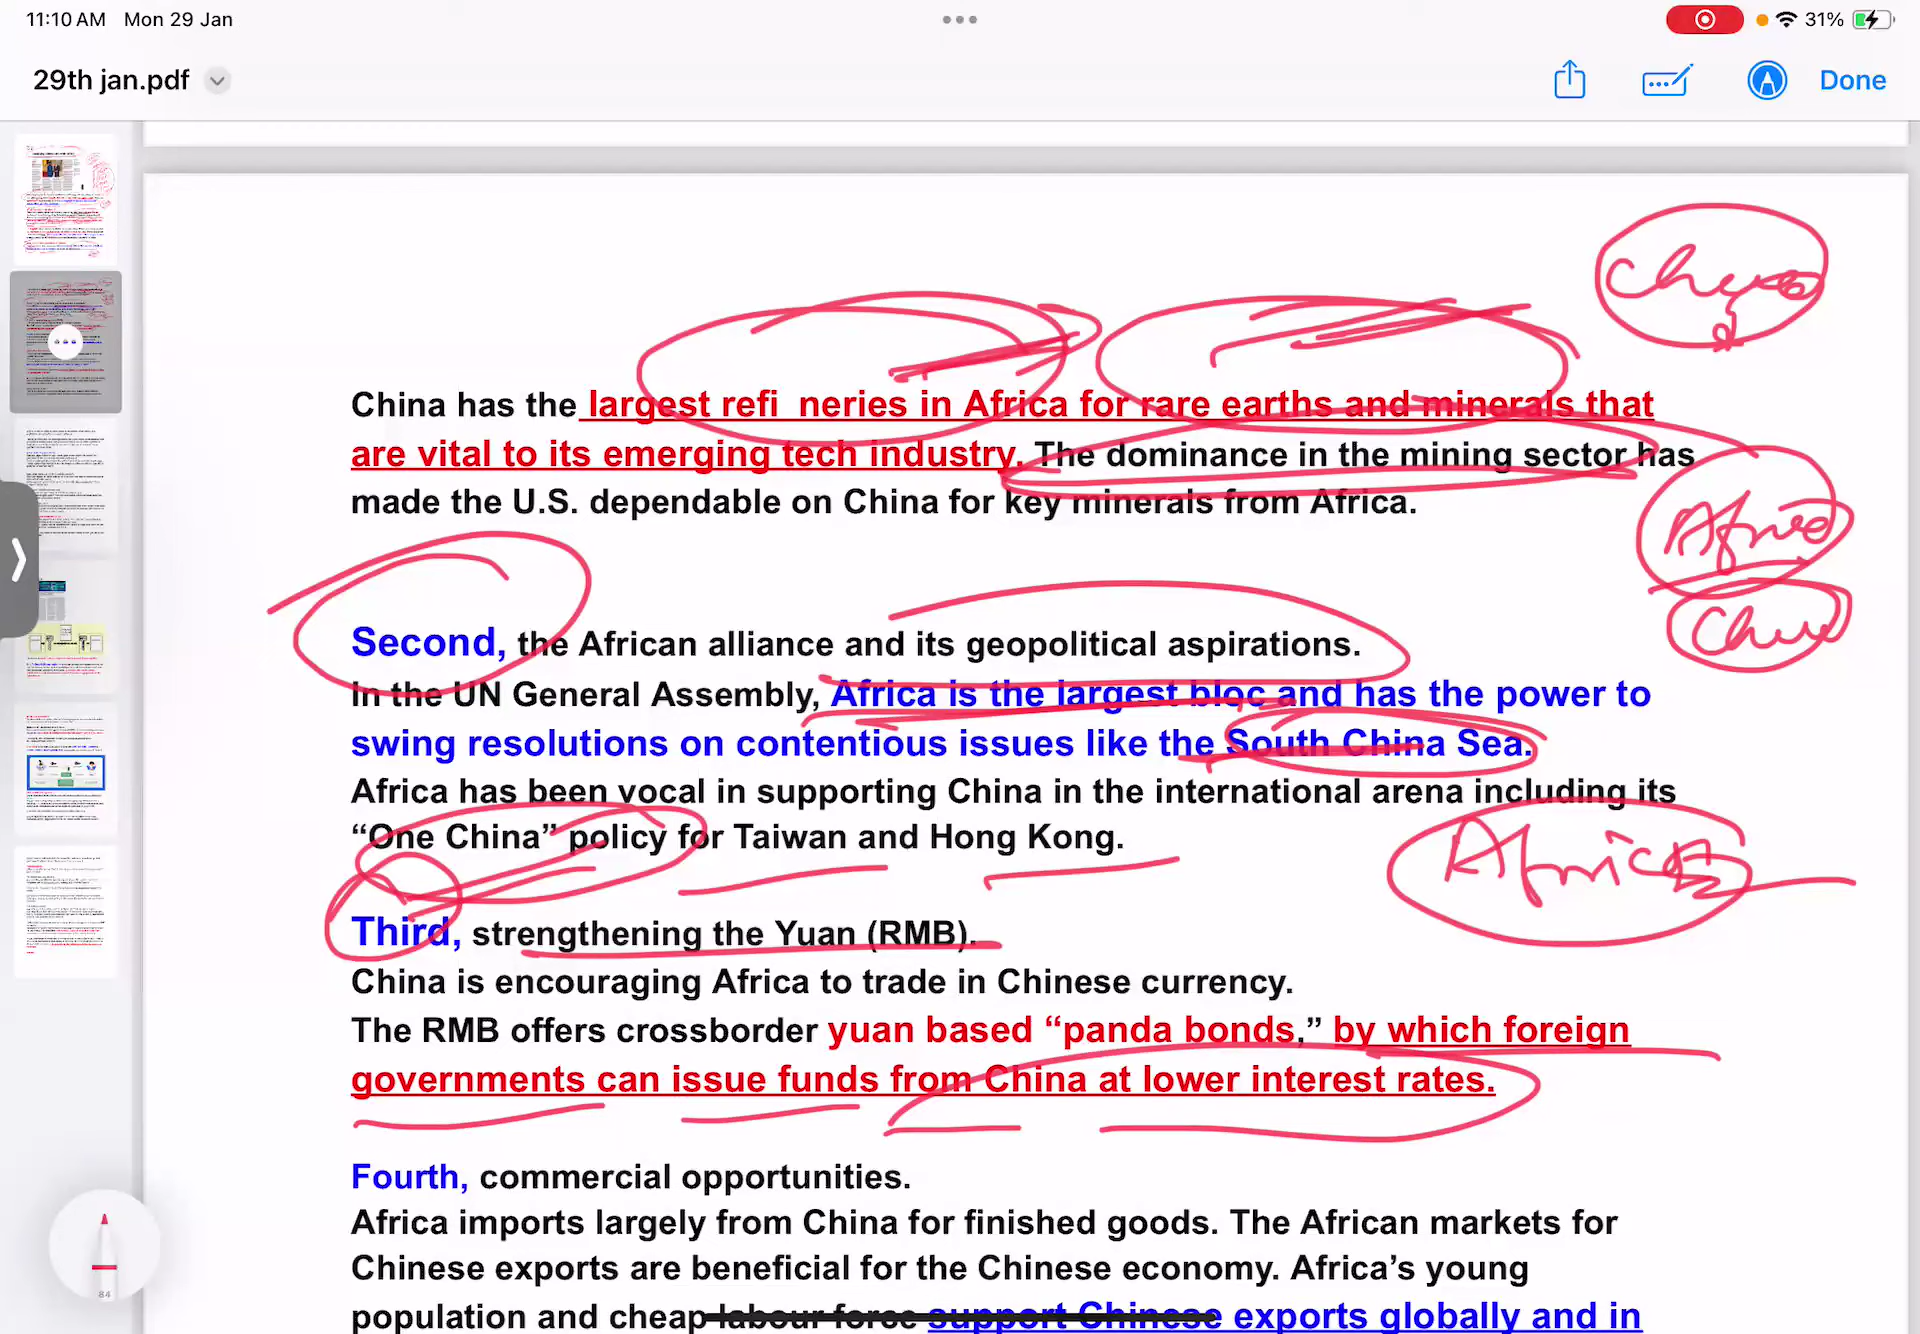 11:10 AM Mon 29 Jan
31%
29th jan.pdf
Done
China has the largest refi neries in Africa for rare earths and minerals that
are vital to its emerging tech industry. The dominance in the mining sector has
made the U.S. dependable on China for key minerals from Africa.
Second, the African alliance and its geopolitical aspirations.
In the UN General Assembly, Africa is the largest bloc and has the power to
swing resolutions on contentious issues like the South China Sea.
Africa has been vocal in supporting China in the international arena including its
“One China” policy for Taiwan and Hong Kong.
Africa
Third, strengthening the Yuan (RMB).
China is encouraging Africa to trade in Chinese currency.
The RMB offers crossborder yuan based “panda bonds,” by which foreign
governments can issue funds from China at lower interest rates.
Fourth, commercial opportunities.
Africa imports largely from China for finished goods. The African markets for
Chinese exports are beneficial for the Chinese economy. Africa’s young
population and cheap labour force support Chinese exports globally and in
84